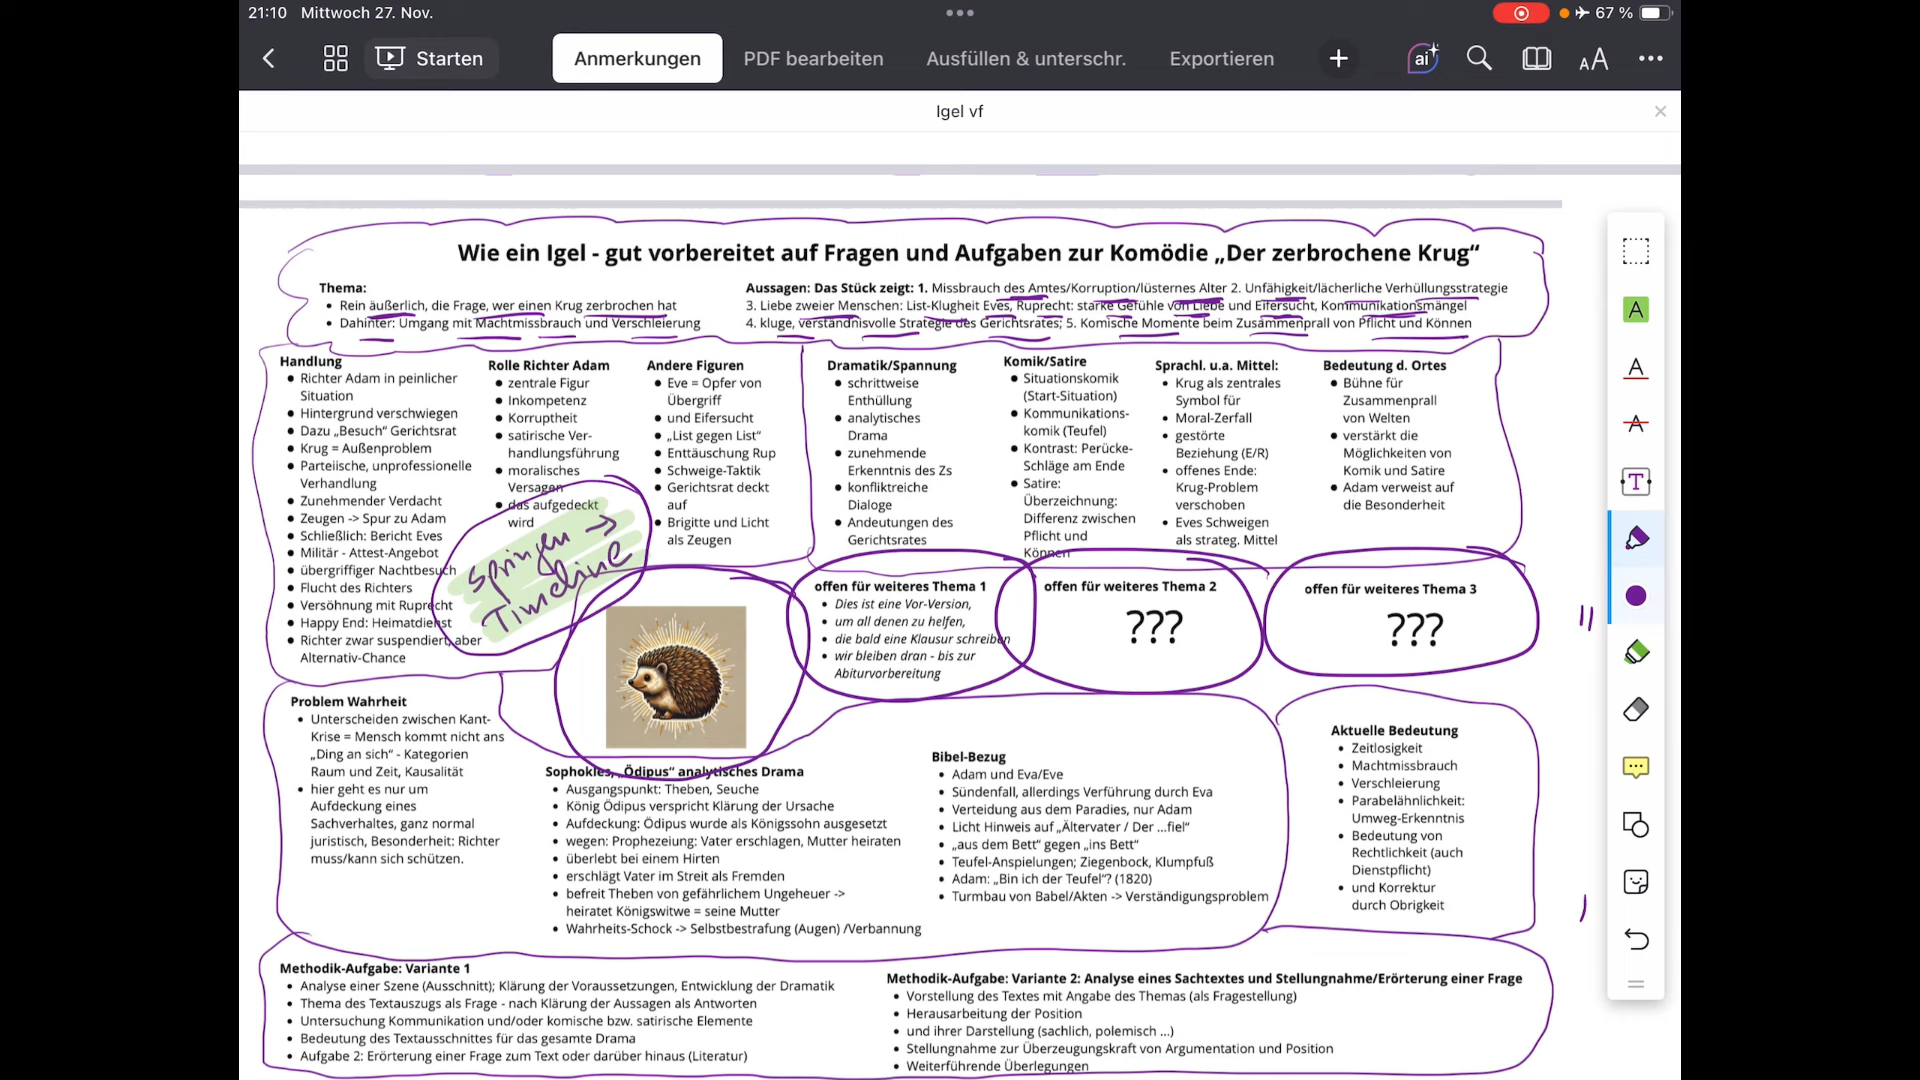 21:10 Mittwoch 27. Nov.
67 %
Starten
Anmerkungen
PDF bearbeiten
Ausfüllen & unterschr.
Exportieren
ai
AA
Igel vf
Wie ein Igel - gut vorbereitet auf Fragen und Aufgaben zur Komödie „Der zerbrochene Krug“
Thema:
Rein äußerlich, die Frage, wer einen Krug zerbrochen hat
Dahinter: Umgang mit Machtmissbrauch und Verschleierung
Aussagen: Das Stück zeigt: 1. Missbrauch des Amtes/Korruption/lüsternes Alter 2. Unfähigkeit/lächerliche Verhüllungsstrategie
3. Liebe zweier Menschen: List-Klugheit Eves, Ruprecht: starke Gefühle von Liebe und Eifersucht, Kommunikationsmängel
4. kluge, verständnisvolle Strategie des Gerichtsrates; 5. Komische Momente beim Zusammenprall von Pflicht und Können
Handlung
Richter Adam in peinlicher
Situation
Hintergrund verschwiegen
Dazu „Besuch“ Gerichtsrat
Krug = Außenproblem
Parteiische, unprofessionelle
Verhandlung
Zunehmender Verdacht
Zeugen -> Spur zu Adam
Schließlich: Bericht Eves
Militär - Attest-Angebot
übergriffiger Nachtbesuch
Flucht des Richters
Versöhnung mit Ruprecht
Happy End: Heimatdienst
Richter zwar suspendiert, aber
Alternativ-Chance
Rolle Richter Adam
zentrale Figur
Inkompetenz
Korruptheit
satirische Ver-
handlungsführung
moralisches
Versagen
das aufgedeckt
wird
Andere Figuren
Eve = Opfer von
Übergriff
und Eifersucht
„List gegen List“
Enttäuschung Rup
Schweige-Taktik
Gerichtsrat deckt
auf
Brigitte und Licht
als Zeugen
Dramatik/Spannung
schrittweise
Enthüllung
analytisches
Drama
zunehmende
Erkenntnis des Zs
konfliktreiche
Dialoge
Andeutungen des
Gerichtsrates
Komik/Satire
Situationskomik
(Start-Situation)
Kommunikations-
komik (Teufel)
Kontrast: Perücke-
Schläge am Ende
Satire:
Überzeichnung:
Differenz zwischen
Pflicht und
Können
Sprachl. u.a. Mittel:
Krug als zentrales
Symbol für
Moral-Zerfall
gestörte
Beziehung (E/R)
offenes Ende:
Krug-Problem
verschoben
Eves Schweigen
als strateg. Mittel
Bedeutung d. Ortes
Bühne für
Zusammenprall
von Welten
verstärkt die
Möglichkeiten von
Komik und Satire
Adam verweist auf
die Besonderheit
springen ->
Timeline
offen für weiteres Thema 1
Dies ist eine Vor-Version,
um all denen zu helfen,
die bald eine Klausur schreiben
wir bleiben dran - bis zur
Abiturvorbereitung
offen für weiteres Thema 2
???
offen für weiteres Thema 3
???
Problem Wahrheit
Unterscheiden zwischen Kant-
Krise = Mensch kommt nicht ans
„Ding an sich“ - Kategorien
Raum und Zeit, Kausalität
hier geht es nur um
Aufdeckung eines
Sachverhaltes, ganz normal
juristisch, Besonderheit: Richter
muss/kann sich schützen.
Sophokles, „Ödipus“ analytisches Drama
Ausgangspunkt: Theben, Seuche
König Ödipus verspricht Klärung der Ursache
Aufdeckung: Ödipus wurde als Königssohn ausgesetzt
wegen: Prophezeiung: Vater erschlagen, Mutter heiraten
überlebt bei einem Hirten
erschlägt Vater im Streit als Fremden
befreit Theben von gefährlichem Ungeheuer ->
heiratet Königswitwe = seine Mutter
Wahrheits-Schock -> Selbstbestrafung (Augen) /Verbannung
Bibel-Bezug
Adam und Eva/Eve
Sündenfall, allerdings Verführung durch Eva
Verteidung aus dem Paradies, nur Adam
Licht Hinweis auf „Ältervater / Der ...fiel“
„aus dem Bett“ gegen „ins Bett“
Teufel-Anspielungen; Ziegenbock, Klumpfuß
Adam: „Bin ich der Teufel“? (1820)
Turmbau von Babel/Akten -> Verständigungsproblem
Aktuelle Bedeutung
Zeitlosigkeit
Machtmissbrauch
Verschleierung
Parabelähnlichkeit:
Umweg-Erkenntnis
Bedeutung von
Rechtlichkeit (auch
Dienstpflicht)
und Korrektur
durch Obrigkeit
Methodik-Aufgabe: Variante 1
Analyse einer Szene (Ausschnitt); Klärung der Voraussetzungen, Entwicklung der Dramatik
Thema des Textauszugs als Frage - nach Klärung der Aussagen als Antworten
Untersuchung Kommunikation und/oder komische bzw. satirische Elemente
Bedeutung des Textausschnittes für das gesamte Drama
Aufgabe 2: Erörterung einer Frage zum Text oder darüber hinaus (Literatur)
Methodik-Aufgabe: Variante 2: Analyse eines Sachtextes und Stellungnahme/Erörterung einer Frage
Vorstellung des Textes mit Angabe des Themas (als Fragestellung)
Herausarbeitung der Position
und ihrer Darstellung (sachlich, polemisch ...)
Stellungnahme zur Überzeugungskraft von Argumentation und Position
Weiterführende Überlegungen